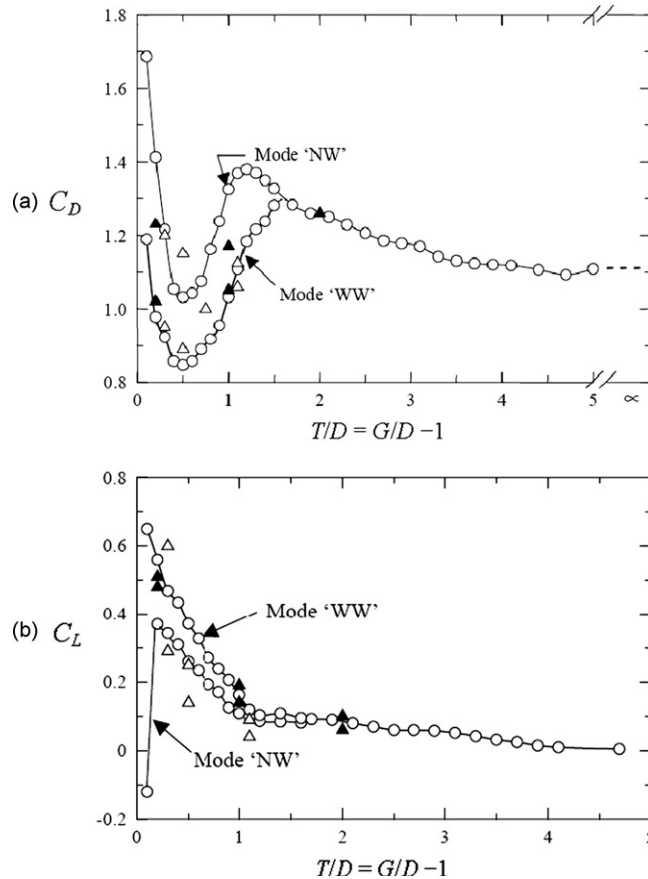 1.8
1.6
1.4
1.2
1.0
0.8
(a) C_D
Mode 'NW'
Mode 'WW'
0 1 2 3 4 5 ∝
T/D = G/D −1
0.8
0.6
0.4
0.2
0
-0.2
(b) C_L
Mode 'WW'
Mode 'NW'
0 1 2 3 4 5
T/D = G/D −1